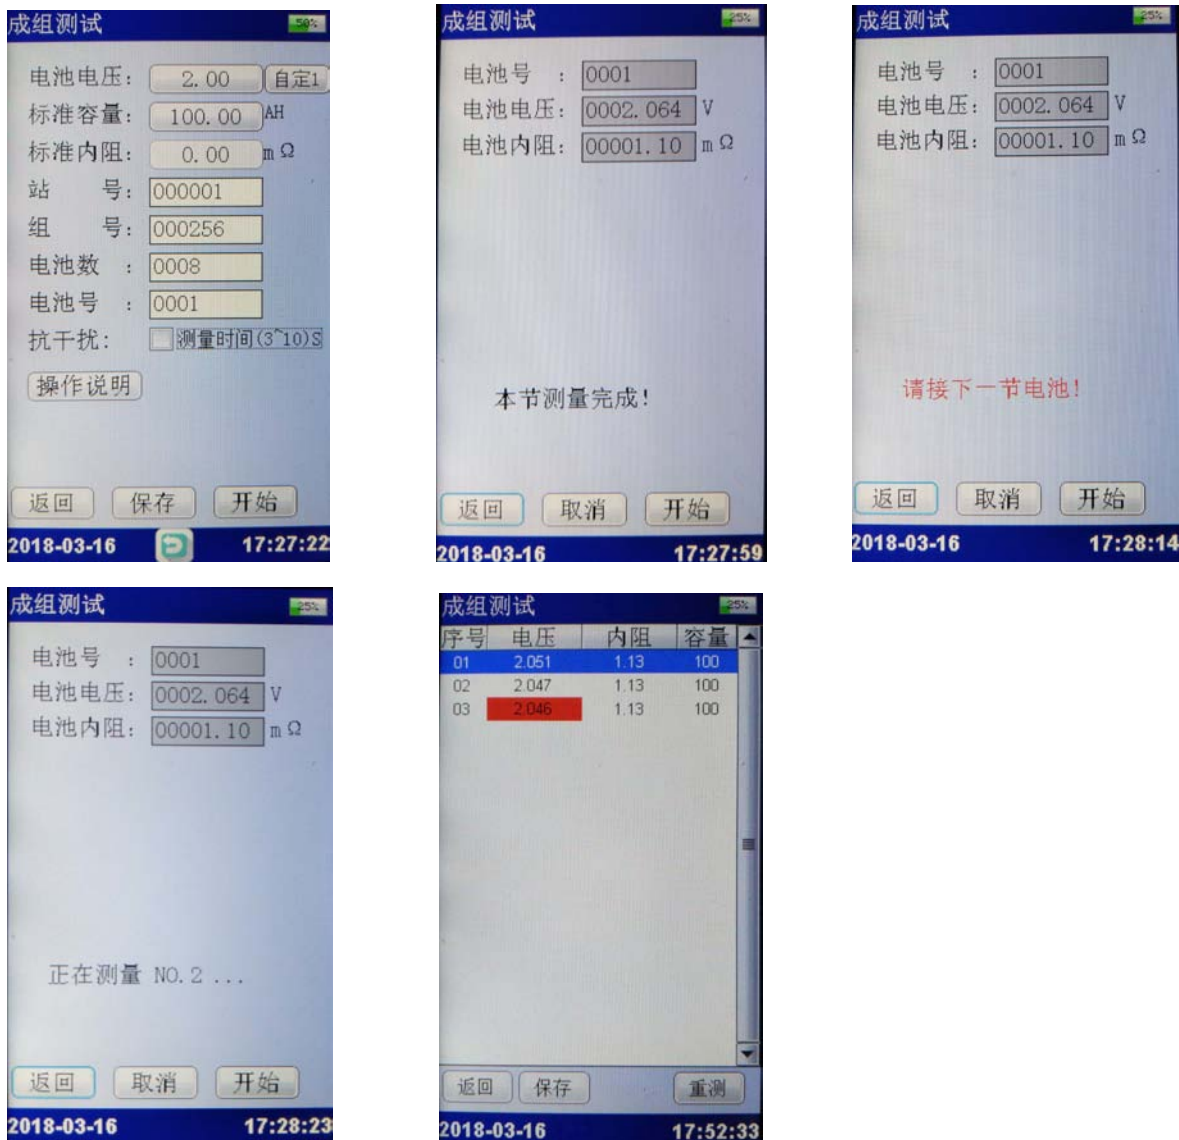 成组测试 50%
电池电压: 2.00 自定1
标准容量: 100.00 AH
标准内阻: 0.00 mΩ
站 号: 000001
组 号: 000256
电池数 : 0008
电池号 : 0001
抗干扰: 测量时间(3~10)S
操作说明
返回 保存 开始
2018-03-16 17:27:22
成组测试 25%
电池号 : 0001
电池电压: 0002.064 V
电池内阻: 00001.10 mΩ
本节测量完成!
返回 取消 开始
2018-03-16 17:27:59
成组测试 25%
电池号 : 0001
电池电压: 0002.064 V
电池内阻: 00001.10 mΩ
请接下一节电池!
返回 取消 开始
2018-03-16 17:28:14
成组测试 25%
电池号 : 0001
电池电压: 0002.064 V
电池内阻: 00001.10 mΩ
正在测量 NO.2 ...
返回 取消 开始
2018-03-16 17:28:23
成组测试 25%
序号 电压 内阻 容量
01 2.051 1.13 100
02 2.047 1.13 100
03 2.046 1.13 100
返回 保存 重测
2018-03-16 17:52:33